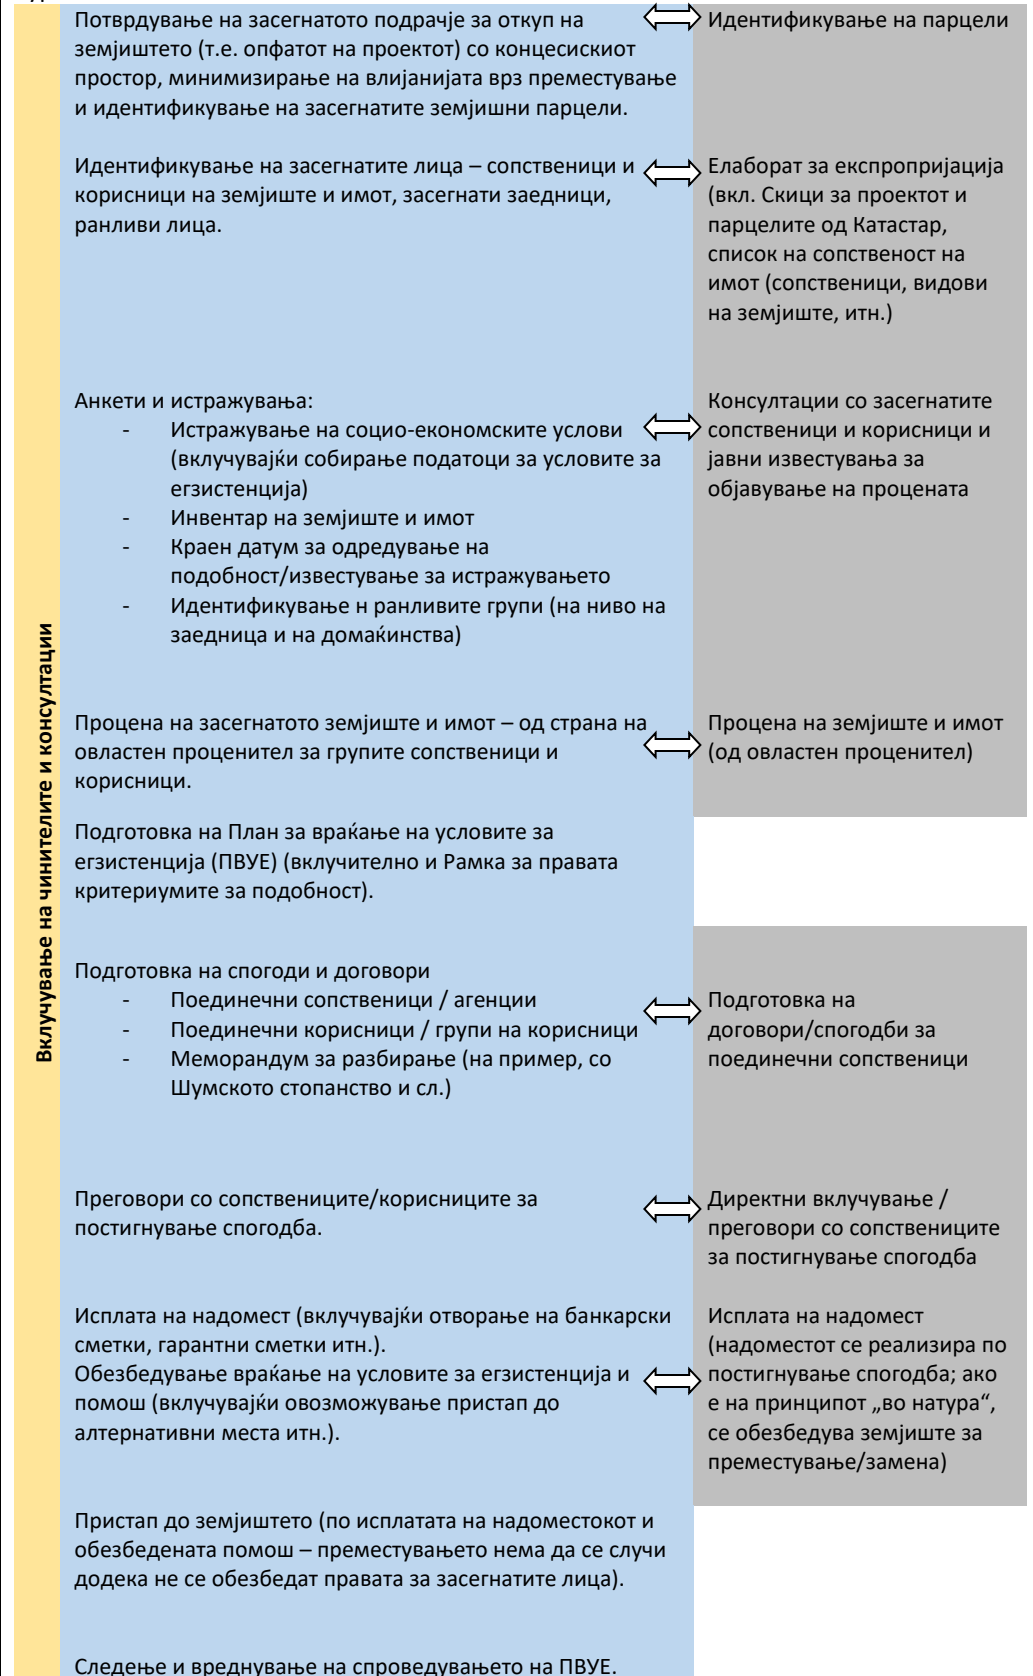 Потврдување на засегнатото подрачје за откуп на
земјиштето (т.е. опфатот на проектот) со концесискиот
простор, минимизирање на влијанијата врз преместување
и идентификување на засегнатите земјишни парцели.
Идентификување на парцели
Идентификување на засегнатите лица – сопственици и
корисници на земјиште и имот, засегнати заедници,
ранливи лица.
Елаборат за експропријација
(вкл. Скици за проектот и
парцелите од Катастар,
список на сопственост на
имот (сопственици, видови
на земјиште, итн.)
Анкети и истражувања:
- Истражување на социо-економските услови
(вклучувајќи собирање податоци за условите за
егзистенција)
- Инвентар на земјиште и имот
- Краен датум за одредување на
подобност/известување за истражувањето
- Идентификување н ранливите групи (на ниво на
заедница и на домаќинства)
Консултации со засегнатите
сопственици и корисници и
јавни известувања за
објавување на процената
Процена на засегнатото земјиште и имот – од страна на
овластен проценител за групите сопственици и
корисници.
Процена на земјиште и имот
(од овластен проценител)
Подготовка на План за враќање на условите за
егзистенција (ПВУЕ) (вклучително и Рамка за правата
критериумите за подобност).
Вклучување на чинителите и консултации
Подготовка на спогоди и договори
- Поединечни сопственици / агенции
- Поединечни корисници / групи на корисници
- Меморандум за разбирање (на пример, со
Шумското стопанство и сл.)
Подготовка на
договори/спогодби за
поединечни сопственици
Преговори со сопствениците/корисниците за
постигнување спогодба.
Директни вклучување /
преговори со сопствениците
за постигнување спогодба
Исплата на надомест (вклучувајќи отворање на банкарски
сметки, гарантни сметки итн.).
Обезбедување враќање на условите за егзистенција и
помош (вклучувајќи овозможување пристап до
алтернативни места итн.).
Исплата на надомест
(надоместот се реализира по
постигнување спогодба; ако
е на принципот „во натура“,
се обезбедува земјиште за
преместување/замена)
Пристап до земјиштето (по исплатата на надоместокот и
обезбедената помош – преместувањето нема да се случи
додека не се обезбедат правата за засегнатите лица).
Следење и вреднување на спроведувањето на ПВУЕ.